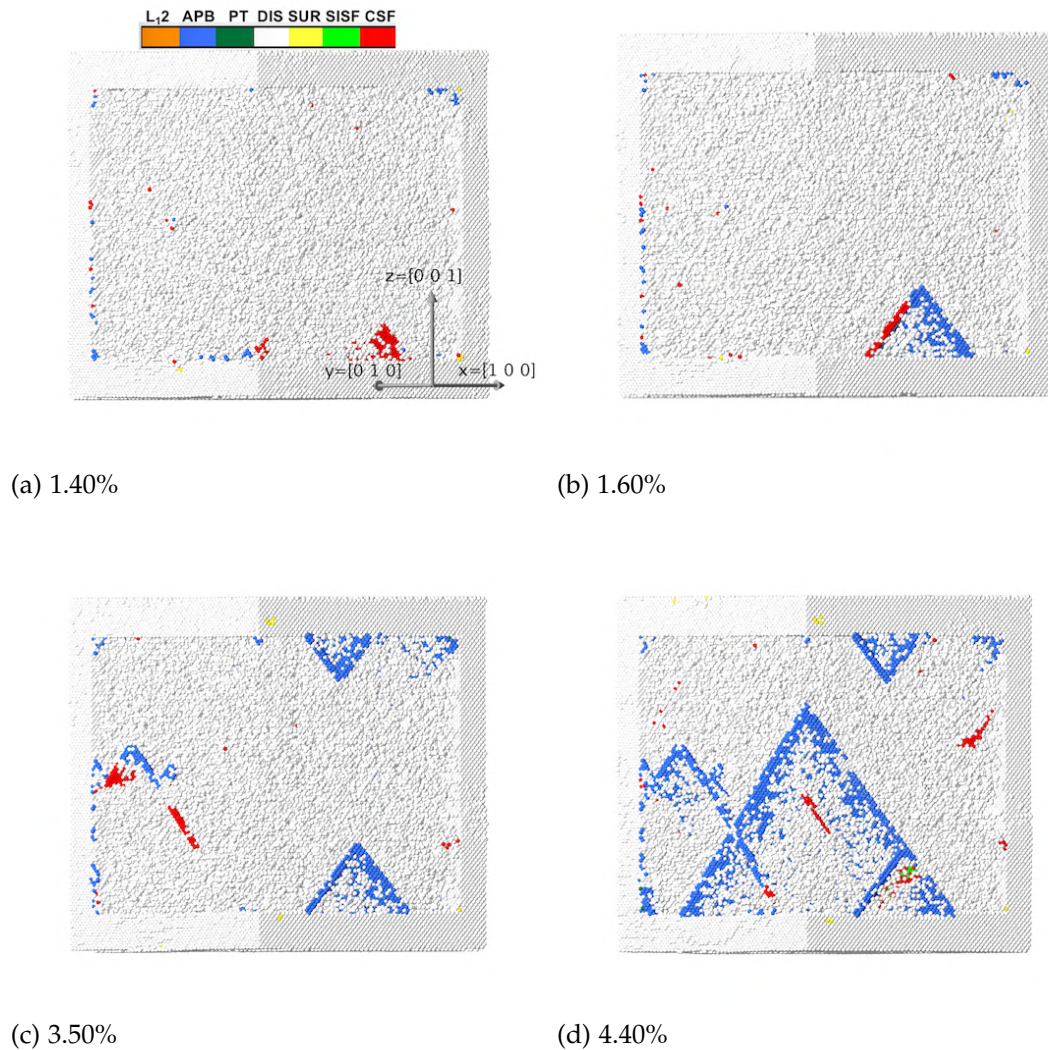 L12 APB PT DIS SUR SISF CSF
z=[0 0 1]
y=[0 1 0] x=[1 0 0]
(a) 1.40%
(b) 1.60%
(c) 3.50%
(d) 4.40%